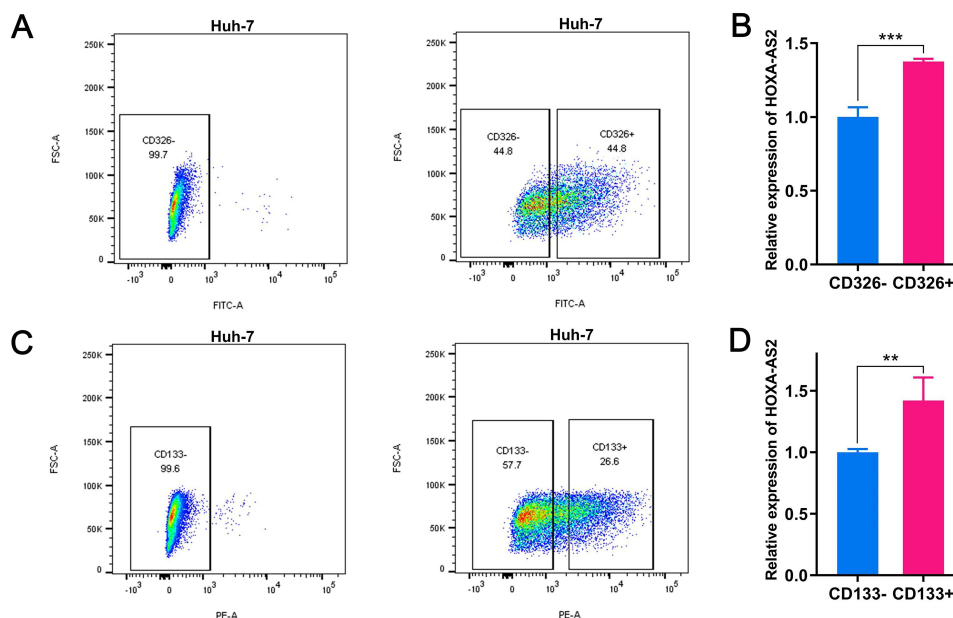 A
Huh-7
250K
200K
150K
100K
50K
0
FSC-A
CD326-
99.7
-10³ 0 10³ 10⁴ 10⁵
FITC-A
Huh-7
250K
200K
150K
100K
50K
0
FSC-A
CD326-
44.8
CD326+
44.8
-10³ 0 10³ 10⁴ 10⁵
FITC-A
B
Relative expression of HOXA-AS2
1.5
1.0
0.5
0.0
***
CD326- CD326+
C
Huh-7
250K
200K
150K
100K
50K
0
FSC-A
CD133-
99.6
-10³ 0 10³ 10⁴ 10⁵
PE-A
Huh-7
250K
200K
150K
100K
50K
0
FSC-A
CD133-
57.7
CD133+
26.6
-10³ 0 10³ 10⁴ 10⁵
PE-A
D
Relative expression of HOXA-AS2
1.5
1.0
0.5
0.0
**
CD133- CD133+